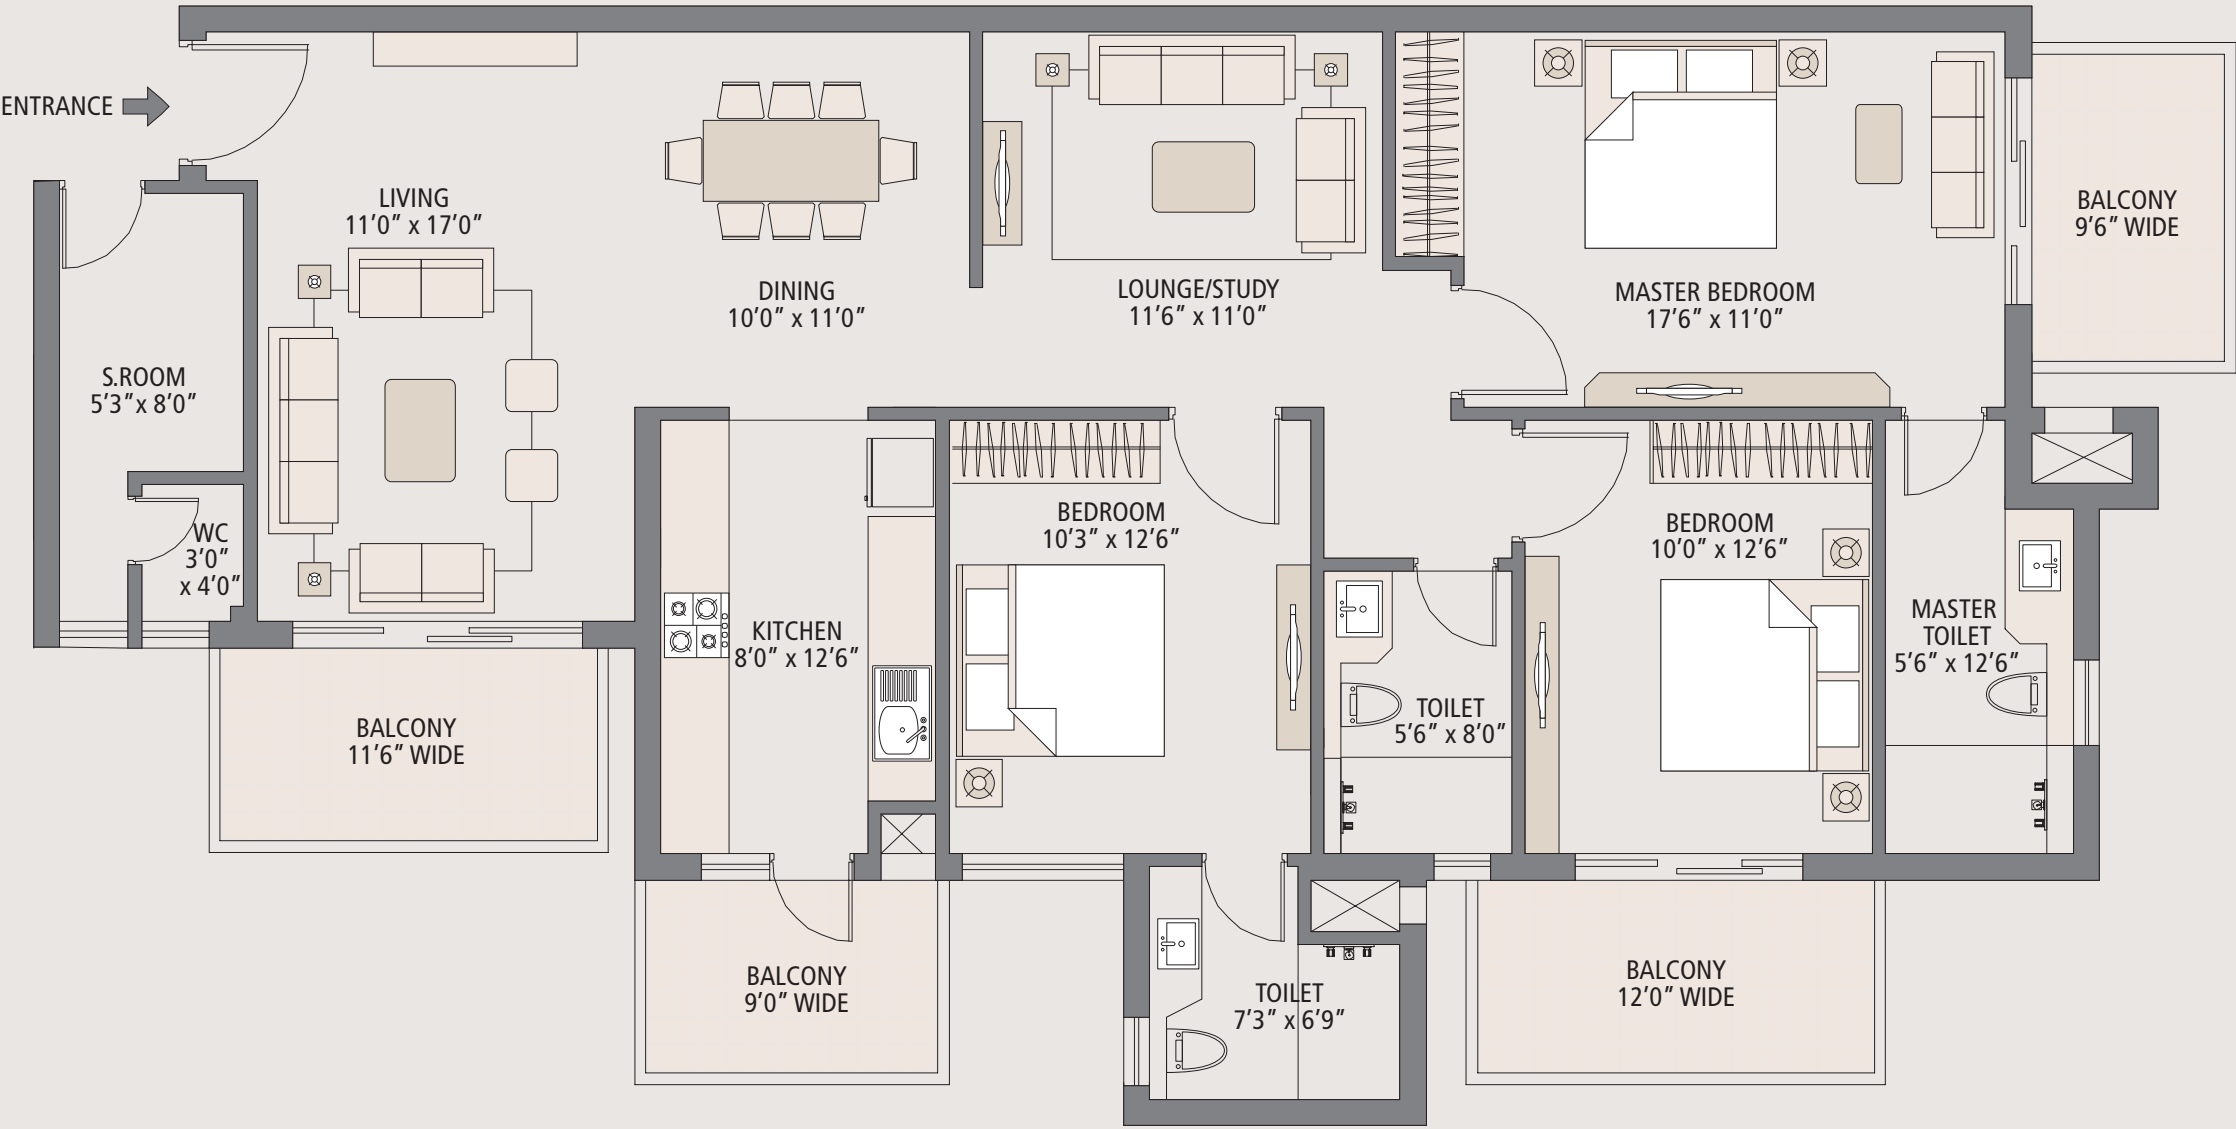 ENTRANCE
LIVING
11’0” x 17’0”
DINING
10’0” x 11’0”
LOUNGE/STUDY
11’6” x 11’0”
MASTER BEDROOM
17’6” x 11’0”
BALCONY
9’6” WIDE
S.ROOM
5’3”x 8’0”
WC
3’0”
x 4’0”
KITCHEN
8’0” x 12’6”
BEDROOM
10’3” x 12’6”
BEDROOM
10’0” x 12’6”
MASTER
TOILET
5’6” x 12’6”
TOILET
5’6” x 8’0”
BALCONY
11’6” WIDE
BALCONY
9’0” WIDE
TOILET
7’3” x 6’9”
BALCONY
12’0” WIDE